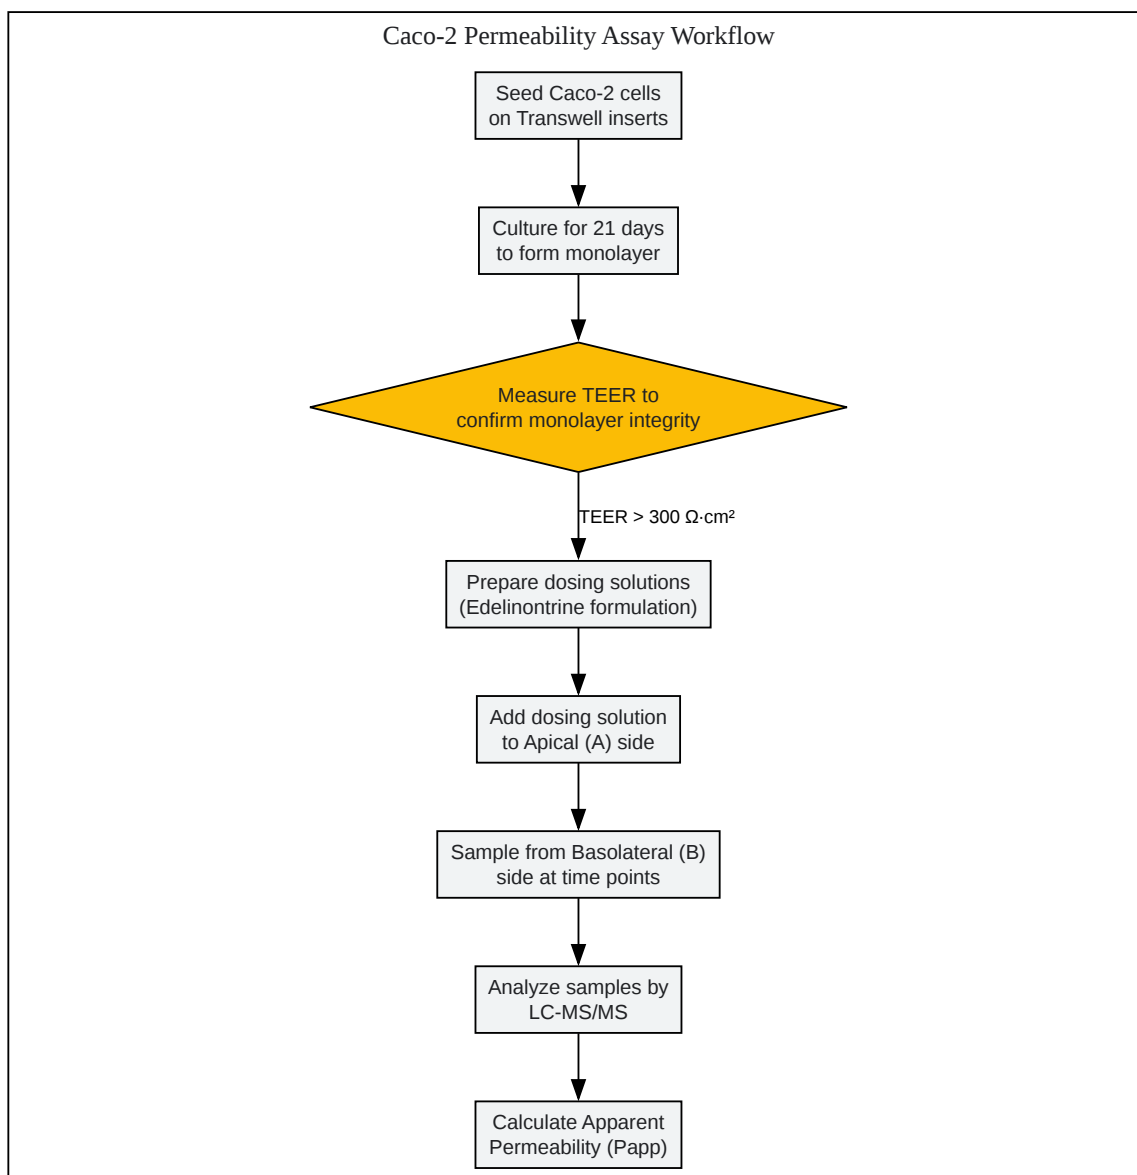 Caco-2 Permeability Assay Workflow
Seed Caco-2 cells
on Transwell inserts
Culture for 21 days
to form monolayer
Measure TEER to
confirm monolayer integrity
TEER > 300 Ω·cm²
Prepare dosing solutions
(Edelinontrine formulation)
Add dosing solution
to Apical (A) side
Sample from Basolateral (B)
side at time points
Analyze samples by
LC-MS/MS
Calculate Apparent
Permeability (Papp)